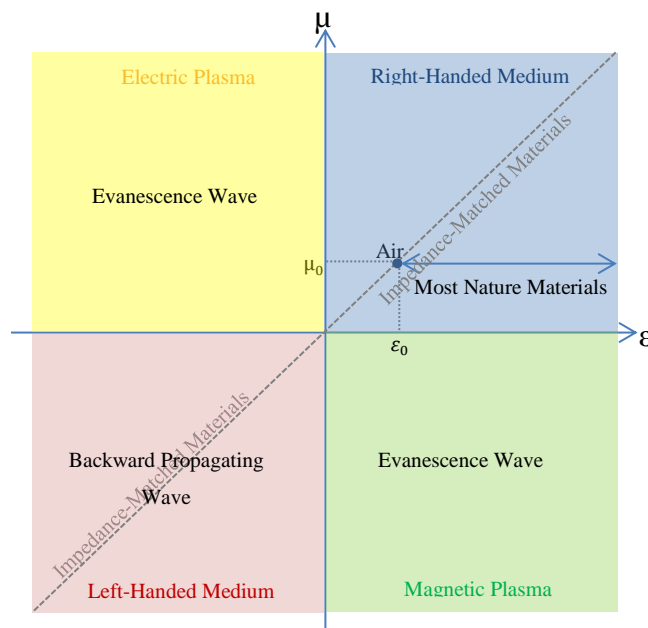 μ
Electric Plasma
Right-Handed Medium
Impedance-Matched Materials
Evanescence Wave
Air
μ0
Most Nature Materials
ε0
ε
Impedance-Matched Materials
Backward Propagating
Wave
Evanescence Wave
Left-Handed Medium
Magnetic Plasma